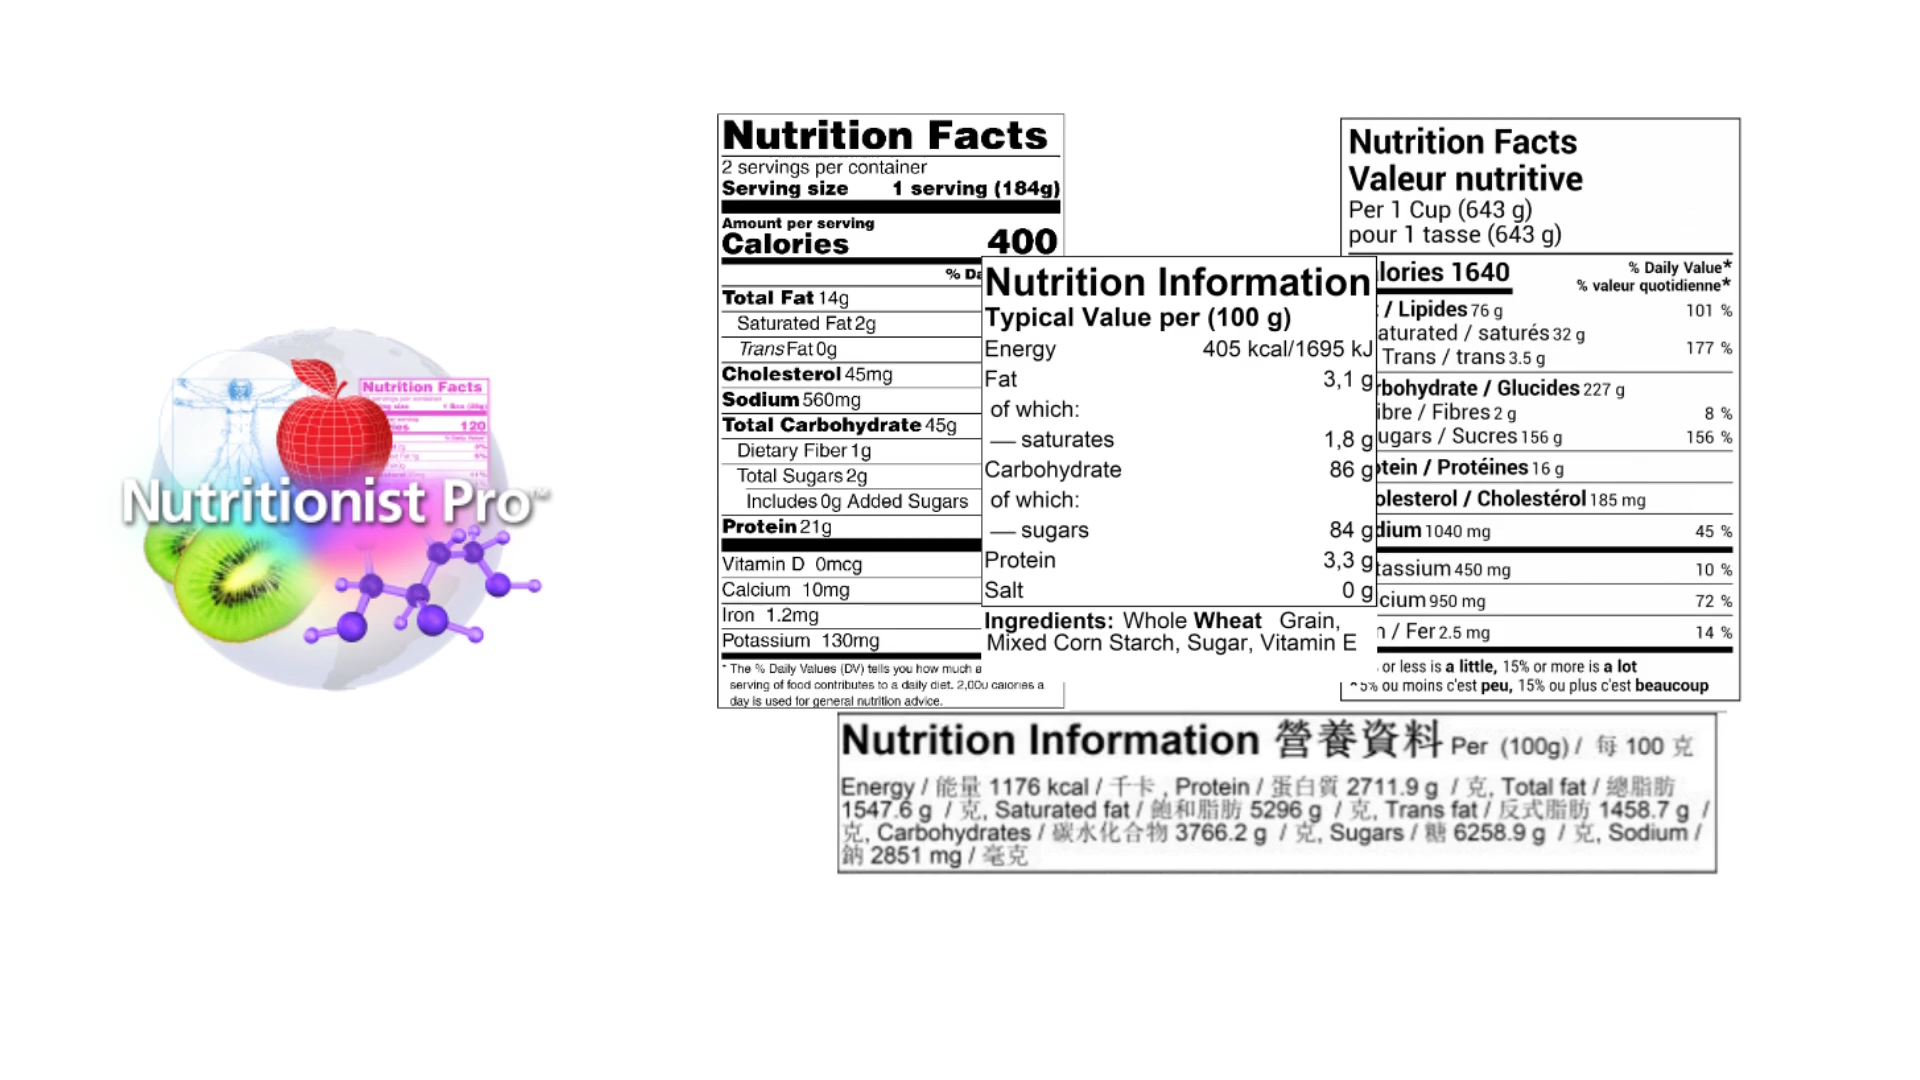 Nutritionist Pro™
Nutrition Facts
120
Nutrition Facts
2 servings per container
Serving size 1 serving (184g)
Amount per serving
Calories 400
% Da
Total Fat 14g
Saturated Fat 2g
Trans Fat 0g
Cholesterol 45mg
Sodium 560mg
Total Carbohydrate 45g
Dietary Fiber 1g
Total Sugars 2g
Includes 0g Added Sugars
Protein 21g
Vitamin D 0mcg
Calcium 10mg
Iron 1.2mg
Potassium 130mg
* The % Daily Values (DV) tells you how much a
serving of food contributes to a daily diet. 2,000 calories a
day is used for general nutrition advice.
Nutrition Information
Typical Value per (100 g)
Energy 405 kcal/1695 kJ
Fat 3,1 g
of which:
— saturates 1,8 g
Carbohydrate 86 g
of which:
— sugars 84 g
Protein 3,3 g
Salt 0 g
Ingredients: Whole Wheat Grain,
Mixed Corn Starch, Sugar, Vitamin E
Nutrition Facts
Valeur nutritive
Per 1 Cup (643 g)
pour 1 tasse (643 g)
lories 1640 % Daily Value*
% valeur quotidienne*
/ Lipides 76 g 101 %
aturated / saturés 32 g
Trans / trans 3.5 g 177 %
rbohydrate / Glucides 227 g
ibre / Fibres 2 g 8 %
ugars / Sucres 156 g 156 %
tein / Protéines 16 g
olesterol / Cholestérol 185 mg
dium 1040 mg 45 %
tassium 450 mg 10 %
cium 950 mg 72 %
n / Fer 2.5 mg 14 %
or less is a little, 15% or more is a lot
*5% ou moins c'est peu, 15% ou plus c'est beaucoup
Nutrition Information 營養資料 Per (100g) / 每 100 克
Energy / 能量 1176 kcal / 千卡 , Protein / 蛋白質 2711.9 g / 克, Total fat / 總脂肪
1547.6 g / 克, Saturated fat / 飽和脂肪 5296 g / 克, Trans fat / 反式脂肪 1458.7 g /
克, Carbohydrates / 碳水化合物 3766.2 g / 克, Sugars / 糖 6258.9 g / 克, Sodium /
鈉 2851 mg / 毫克